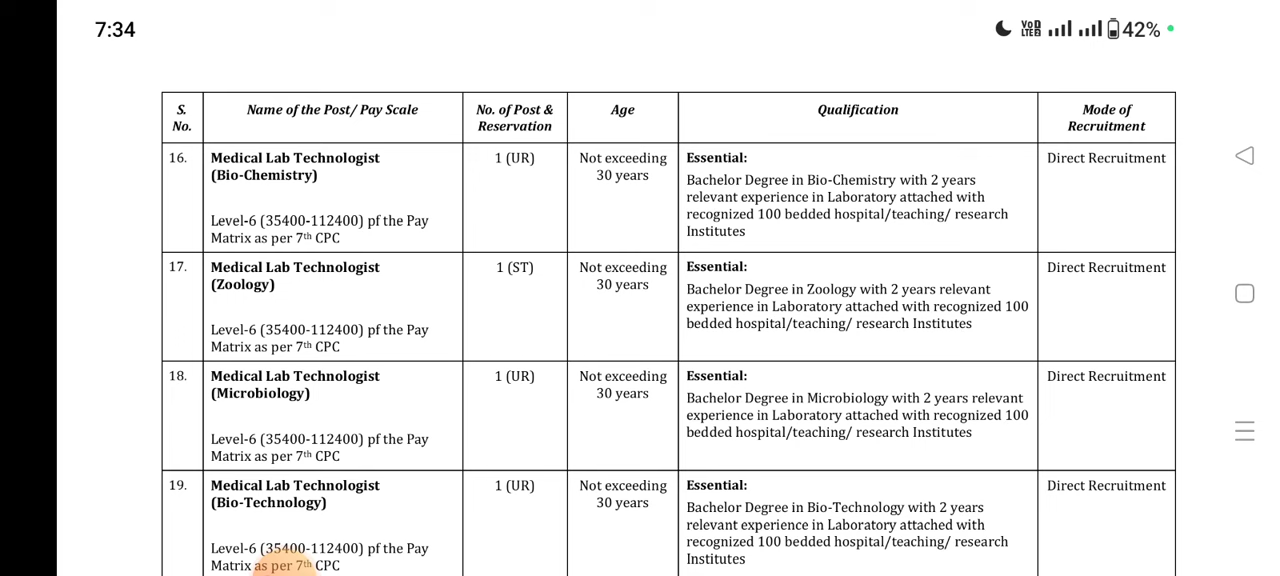 7:34
VoD LTE2 42%
S. No.
Name of the Post/ Pay Scale
No. of Post & Reservation
Age
Qualification
Mode of Recruitment
16.
Medical Lab Technologist
(Bio-Chemistry)
Level-6 (35400-112400) pf the Pay
Matrix as per 7th CPC
1 (UR)
Not exceeding
30 years
Essential:
Bachelor Degree in Bio-Chemistry with 2 years
relevant experience in Laboratory attached with
recognized 100 bedded hospital/teaching/ research
Institutes
Direct Recruitment
17.
Medical Lab Technologist
(Zoology)
Level-6 (35400-112400) pf the Pay
Matrix as per 7th CPC
1 (ST)
Not exceeding
30 years
Essential:
Bachelor Degree in Zoology with 2 years relevant
experience in Laboratory attached with recognized 100
bedded hospital/teaching/ research Institutes
Direct Recruitment
18.
Medical Lab Technologist
(Microbiology)
Level-6 (35400-112400) pf the Pay
Matrix as per 7th CPC
1 (UR)
Not exceeding
30 years
Essential:
Bachelor Degree in Microbiology with 2 years relevant
experience in Laboratory attached with recognized 100
bedded hospital/teaching/ research Institutes
Direct Recruitment
19.
Medical Lab Technologist
(Bio-Technology)
Level-6 (35400-112400) pf the Pay
Matrix as per 7th CPC
1 (UR)
Not exceeding
30 years
Essential:
Bachelor Degree in Bio-Technology with 2 years
relevant experience in Laboratory attached with
recognized 100 bedded hospital/teaching/ research
Institutes
Direct Recruitment